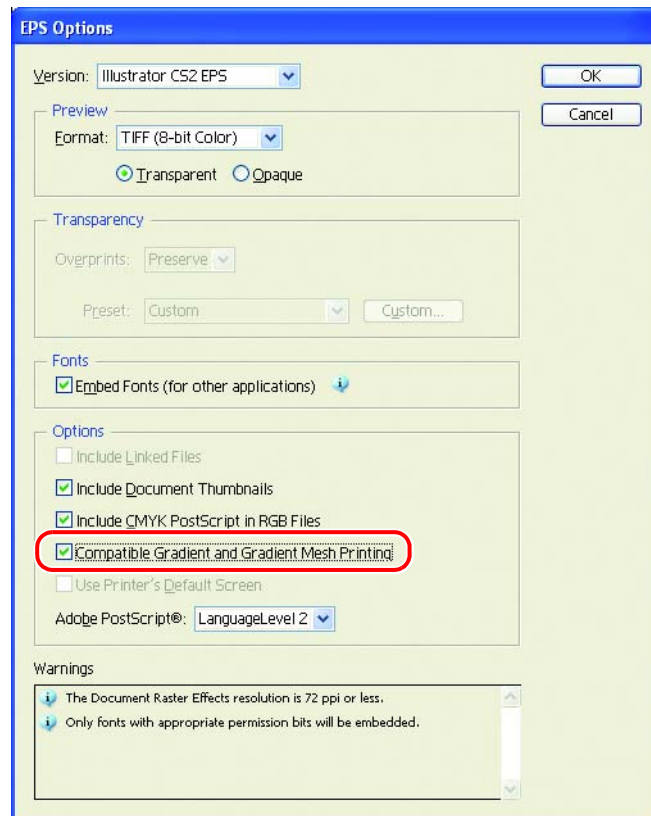 EPS Options
Version: Illustrator CS2 EPS
OK
Cancel
Preview
Format: TIFF (8-bit Color)
Transparent Opaque
Transparency
Overprints: Preserve
Preset: Custom Custom...
Fonts
Embed Fonts (for other applications)
Options
Include Linked Files
Include Document Thumbnails
Include CMYK PostScript in RGB Files
Compatible Gradient and Gradient Mesh Printing
Use Printer's Default Screen
Adobe PostScript®: LanguageLevel 2
Warnings
The Document Raster Effects resolution is 72 ppi or less.
Only fonts with appropriate permission bits will be embedded.